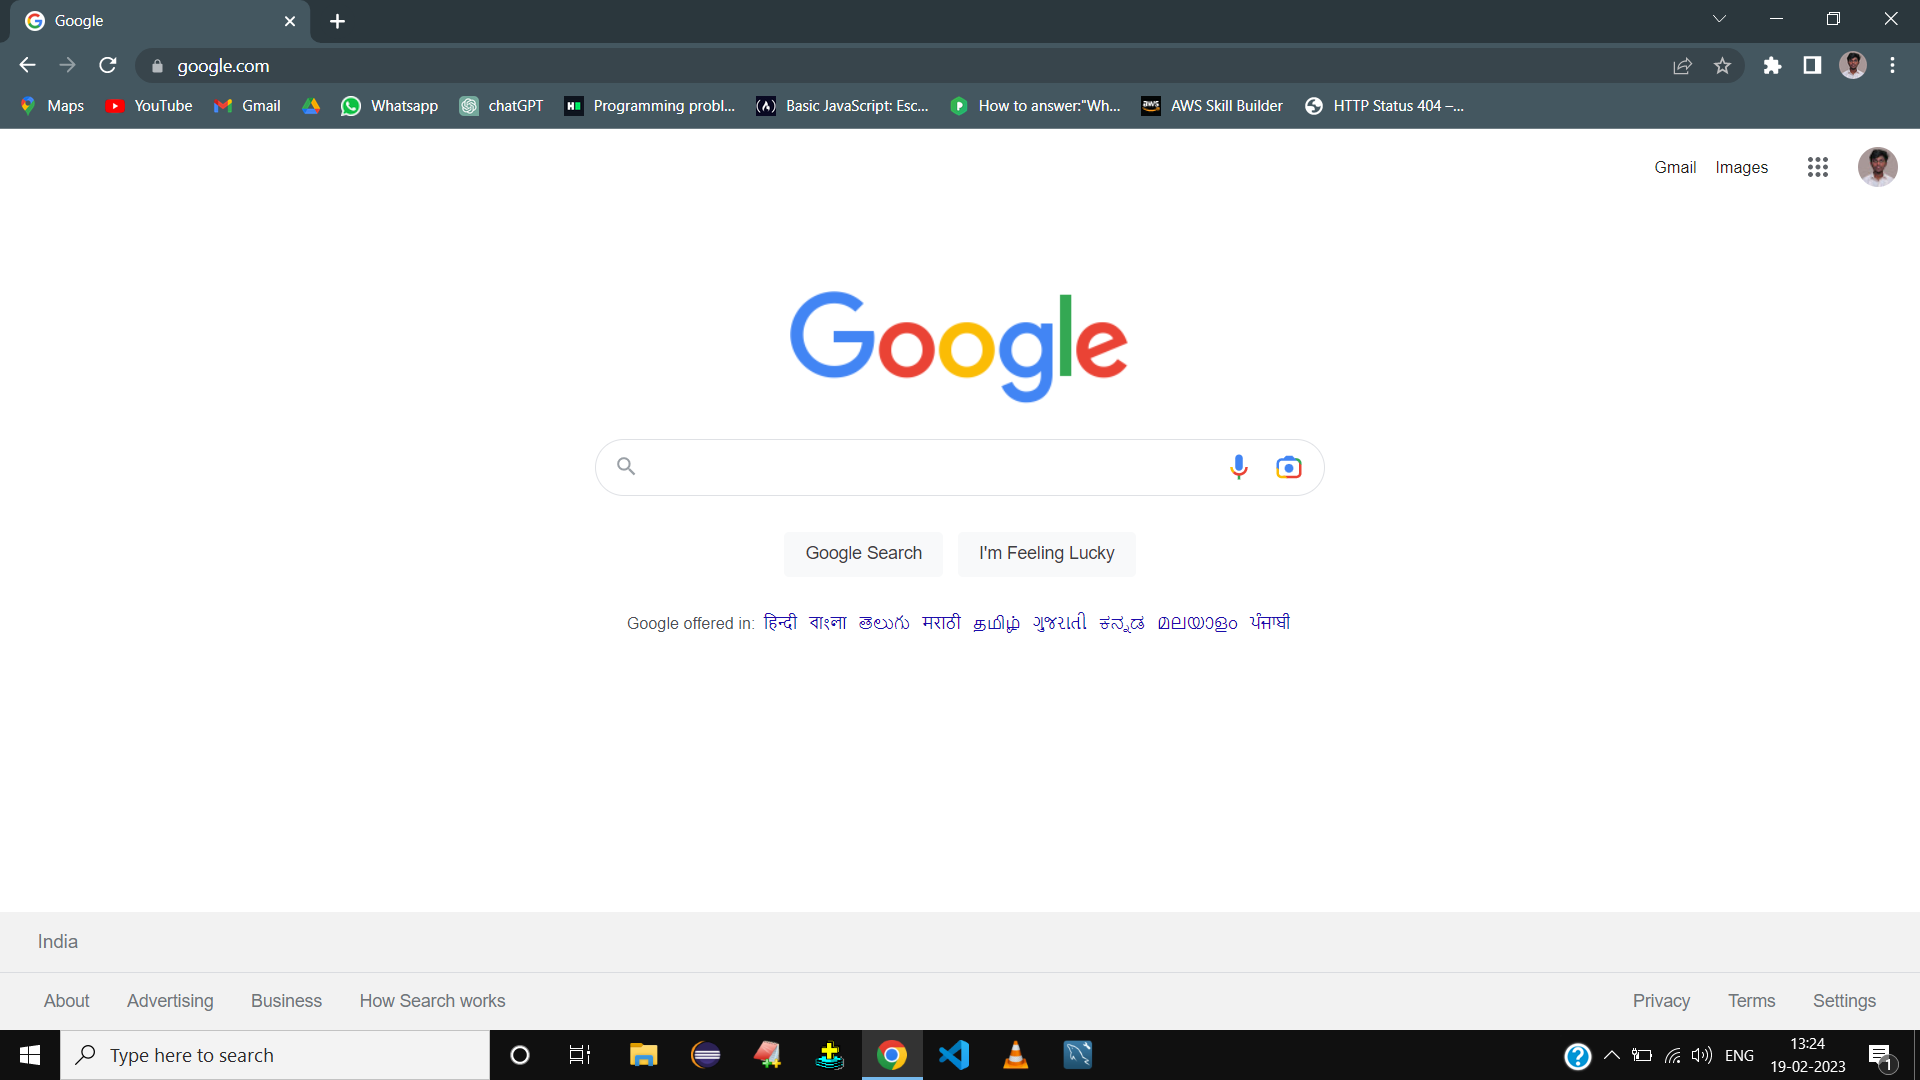 Google
google.com
Maps YouTube Gmail Whatsapp chatGPT Programming probl... Basic JavaScript: Esc... How to answer:"Wh... AWS Skill Builder HTTP Status 404 –...
Gmail Images
Google
Google Search I'm Feeling Lucky
Google offered in: हिन्दी বাংলা తెలుగు मराठी தமிழ் ગુજરાતી ಕನ್ನಡ മലയാളം ਪੰਜਾਬੀ
India
About Advertising Business How Search works Privacy Terms Settings
Type here to search
ENG
13:24
19-02-2023
1